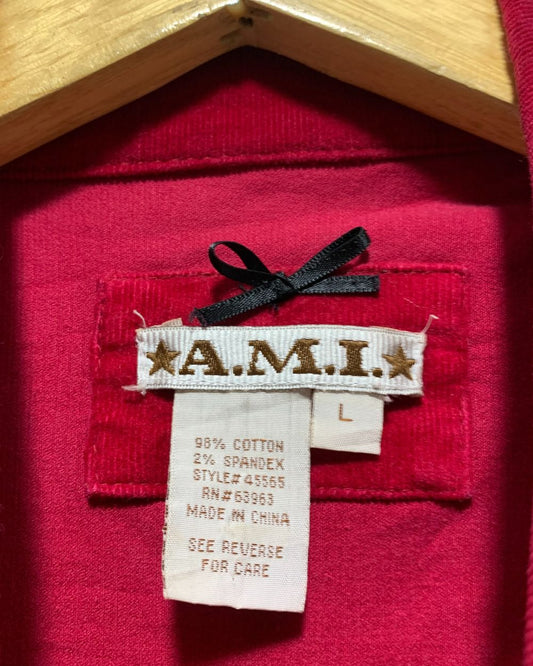 ★A.M.I.★
L
98% COTTON
2% SPANDEX
STYLE# 45565
RN# 63963
MADE IN CHINA
SEE REVERSE
FOR CARE